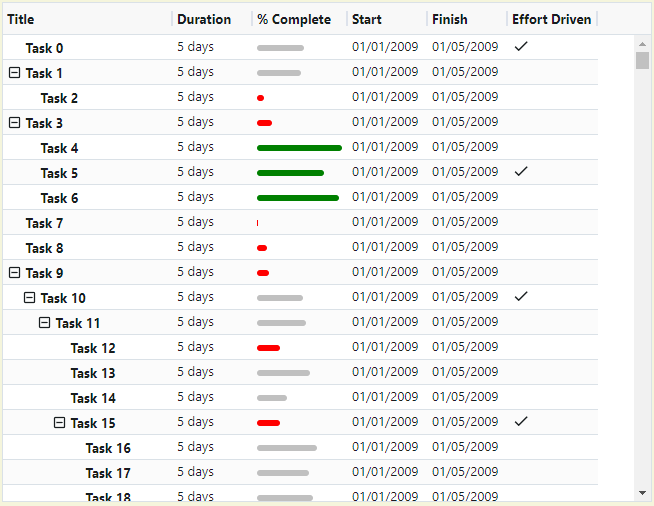 Title Duration % Complete Start Finish Effort Driven
Task 0 5 days 01/01/2009 01/05/2009
Task 1 5 days 01/01/2009 01/05/2009
Task 2 5 days 01/01/2009 01/05/2009
Task 3 5 days 01/01/2009 01/05/2009
Task 4 5 days 01/01/2009 01/05/2009
Task 5 5 days 01/01/2009 01/05/2009
Task 6 5 days 01/01/2009 01/05/2009
Task 7 5 days 01/01/2009 01/05/2009
Task 8 5 days 01/01/2009 01/05/2009
Task 9 5 days 01/01/2009 01/05/2009
Task 10 5 days 01/01/2009 01/05/2009
Task 11 5 days 01/01/2009 01/05/2009
Task 12 5 days 01/01/2009 01/05/2009
Task 13 5 days 01/01/2009 01/05/2009
Task 14 5 days 01/01/2009 01/05/2009
Task 15 5 days 01/01/2009 01/05/2009
Task 16 5 days 01/01/2009 01/05/2009
Task 17 5 days 01/01/2009 01/05/2009
Task 18 5 days 01/01/2009 01/05/2009